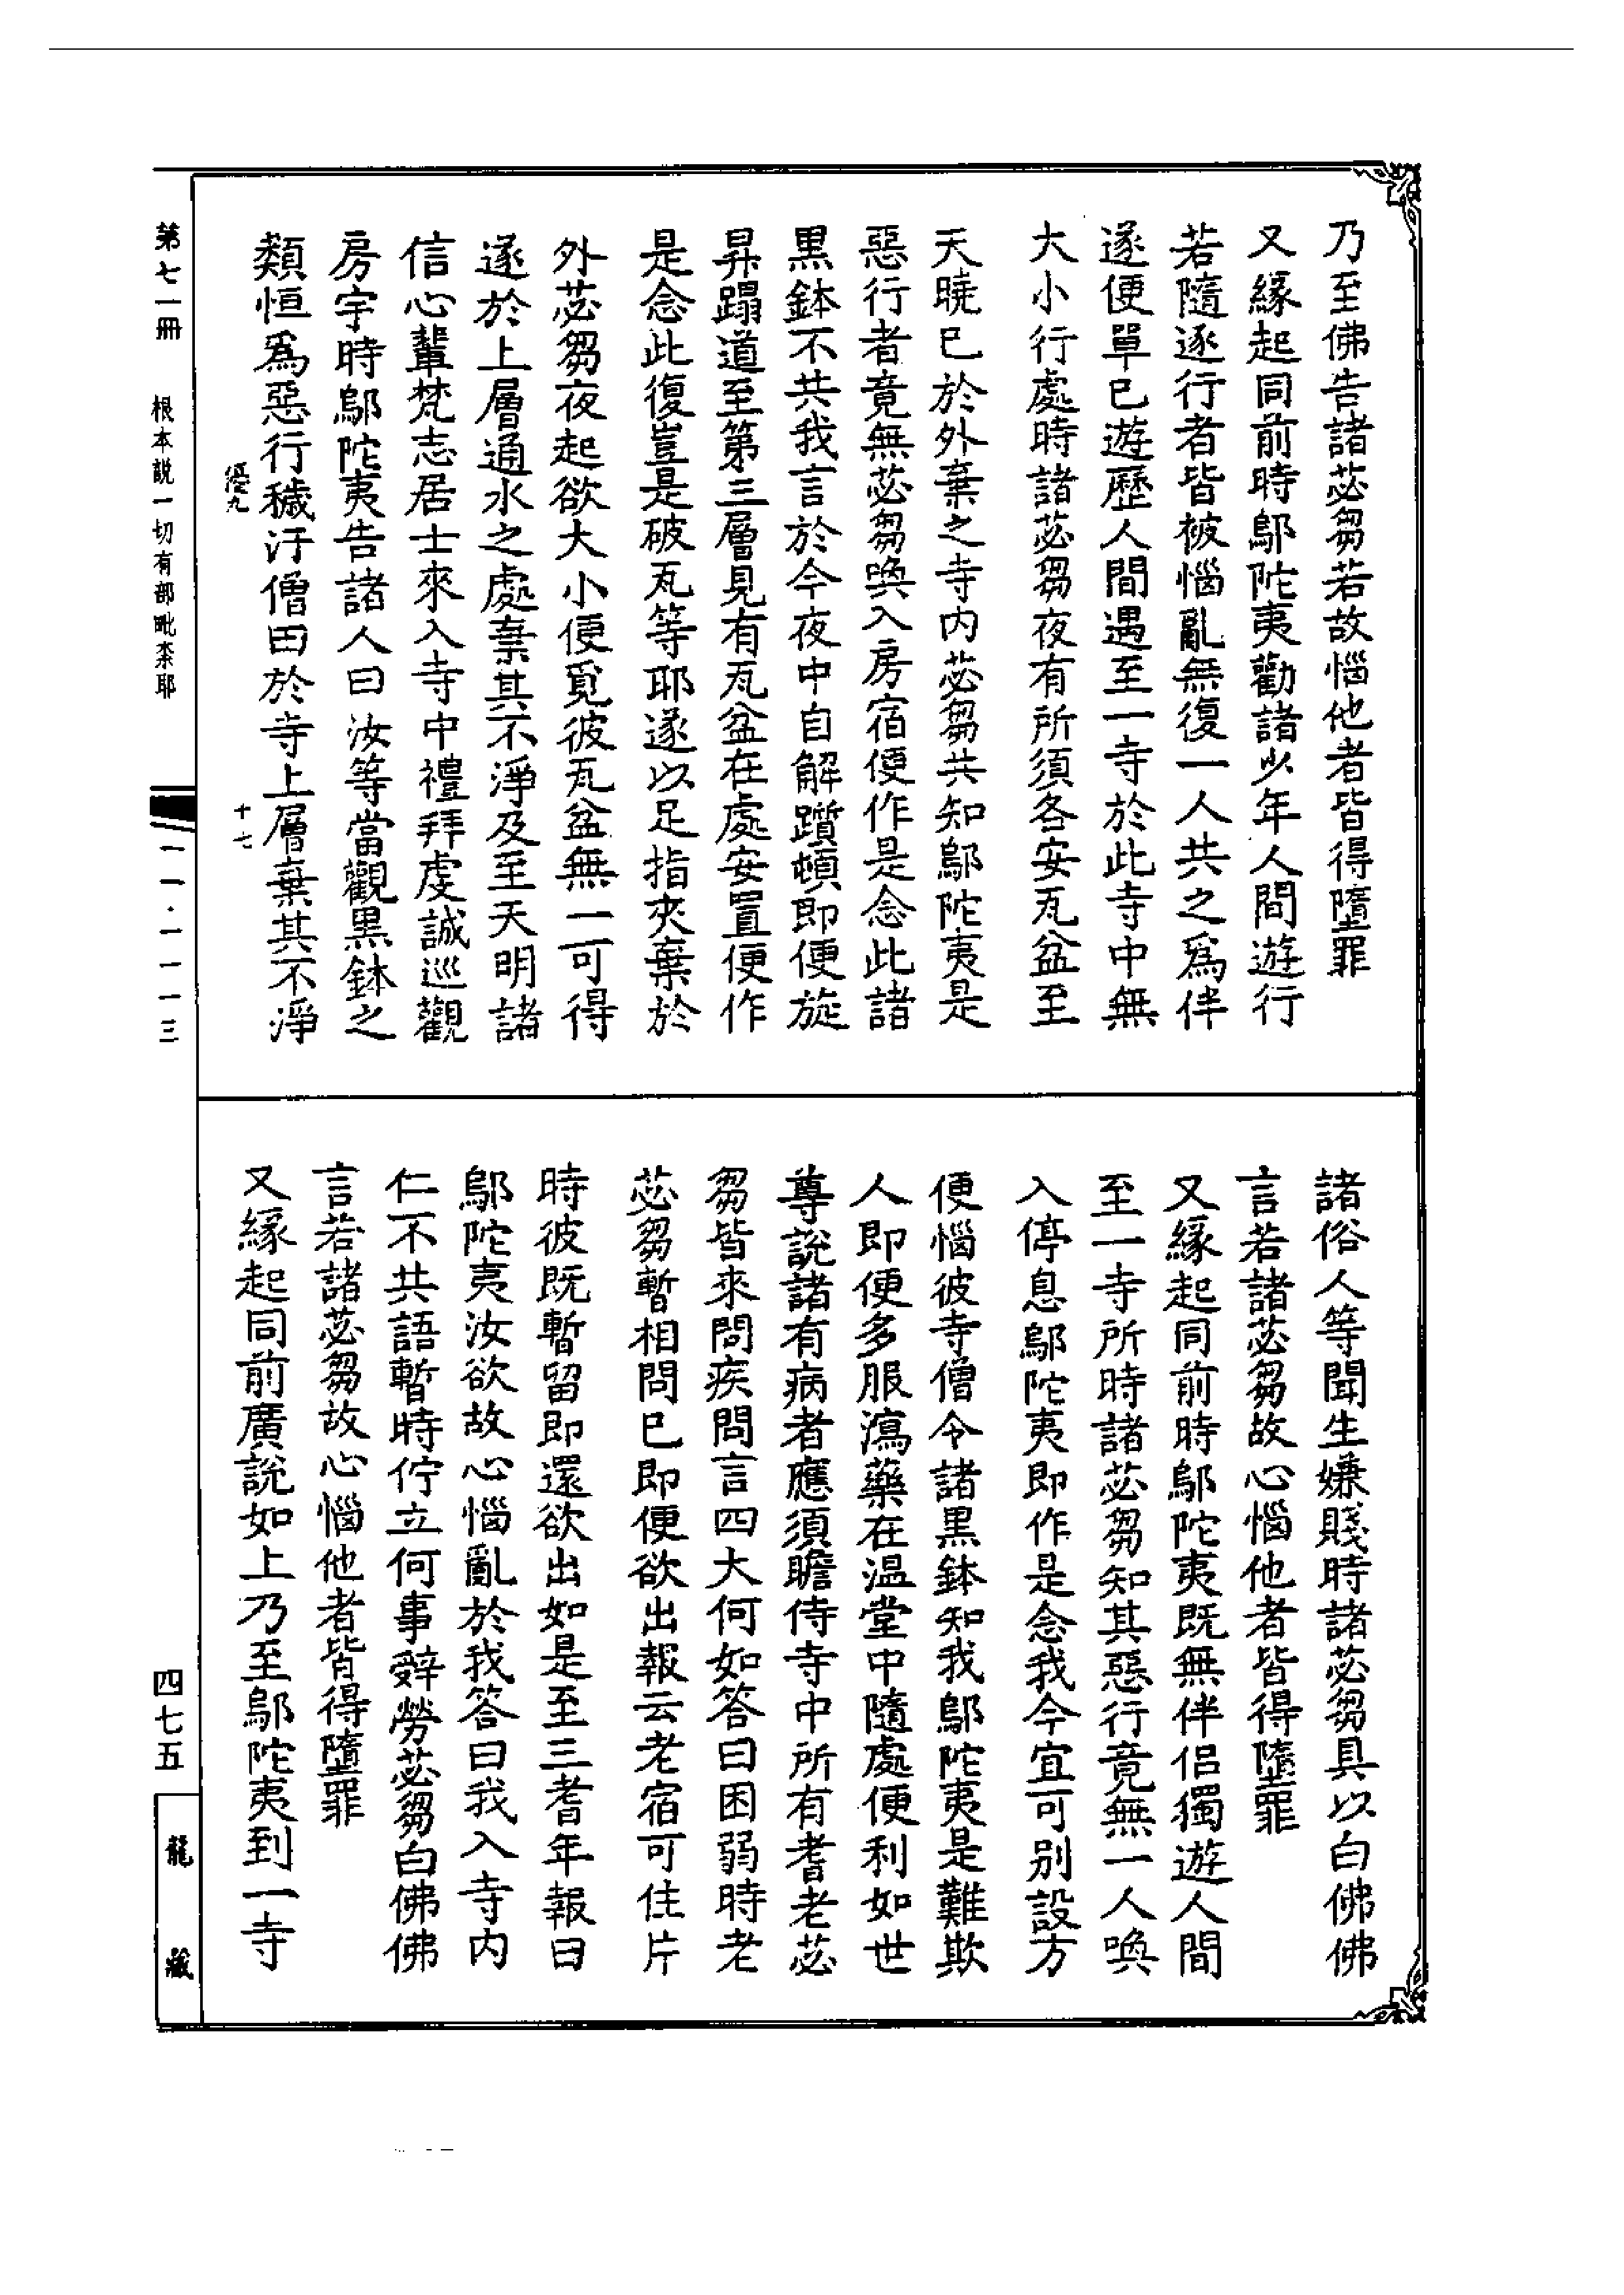 乃至佛告諸苾芻若故惱他者皆得墮罪
又緣起同前時鄔陀夷勸諸少年人間遊行
若隨逐行者皆被惱亂無復一人共之爲伴
遂便單已遊歷人間遇至一寺於此寺中無
大小行處時諸苾芻夜有所須各安瓦盆至
天曉已於外棄之寺內苾芻共知鄔陀夷是
惡行者竟無苾芻喚入房宿便作是念此諸
黑鉢不共我言於今夜中自解躓頓即便旋
昇蹋道至第三層見有瓦盆在處安置便作
是念此復豈是破瓦等耶遂以足指夾棄於
外苾芻夜起欲大小便覓彼瓦盆無一可得
遂於上層通水之處棄其不淨及至天明諸
信心輩梵志居士來入寺中禮拜虔誠巡觀
房宇時鄔陀夷告諸人曰汝等當觀黑鉢之
類恒爲惡行穢汙僧田於寺上層棄其不淨
優九
十七
諸俗人等聞生嫌賤時諸苾芻具以白佛佛
言若諸苾芻故心惱他者皆得墮罪
又緣起同前時鄔陀夷既無伴侶獨遊人間
至一寺所時諸苾芻知其惡行竟無一人喚
入停息鄔陀夷即作是念我今宜可别設方
便惱彼寺僧令諸黑鉢知我鄔陀夷是難欺
人即便多服瀉藥在温堂中隨處便利如世
尊說諸有病者應須瞻侍寺中所有耆老苾
芻皆來問疾問言四大何如答曰困弱時老
苾芻暫相問已即便欲出報云老宿可住片
時彼既暫留即還欲出如是至三耆年報曰
鄔陀夷汝欲故心惱亂於我答曰我入寺内
仁不共語暫時佇立何事辭勞苾芻白佛佛
言若諸苾芻故心惱他者皆得墮罪
又緣起同前廣說如上乃至鄔陀夷到一寺
第七一冊
根本説一切有部毗柰耶
一一·一一一三
四七五
龍藏